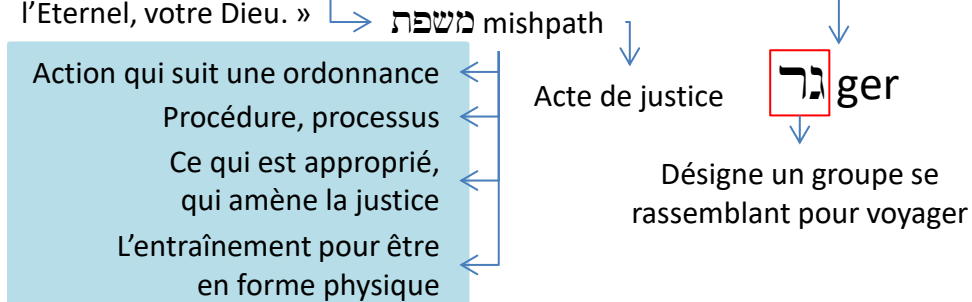 l'Eternel, votre Dieu. »
משפת mishpath
Action qui suit une ordonnance
Procédure, processus
Ce qui est approprié,
qui amène la justice
L'entraînement pour être
en forme physique
Acte de justice
גר ger
Désigne un groupe se
rassemblant pour voyager